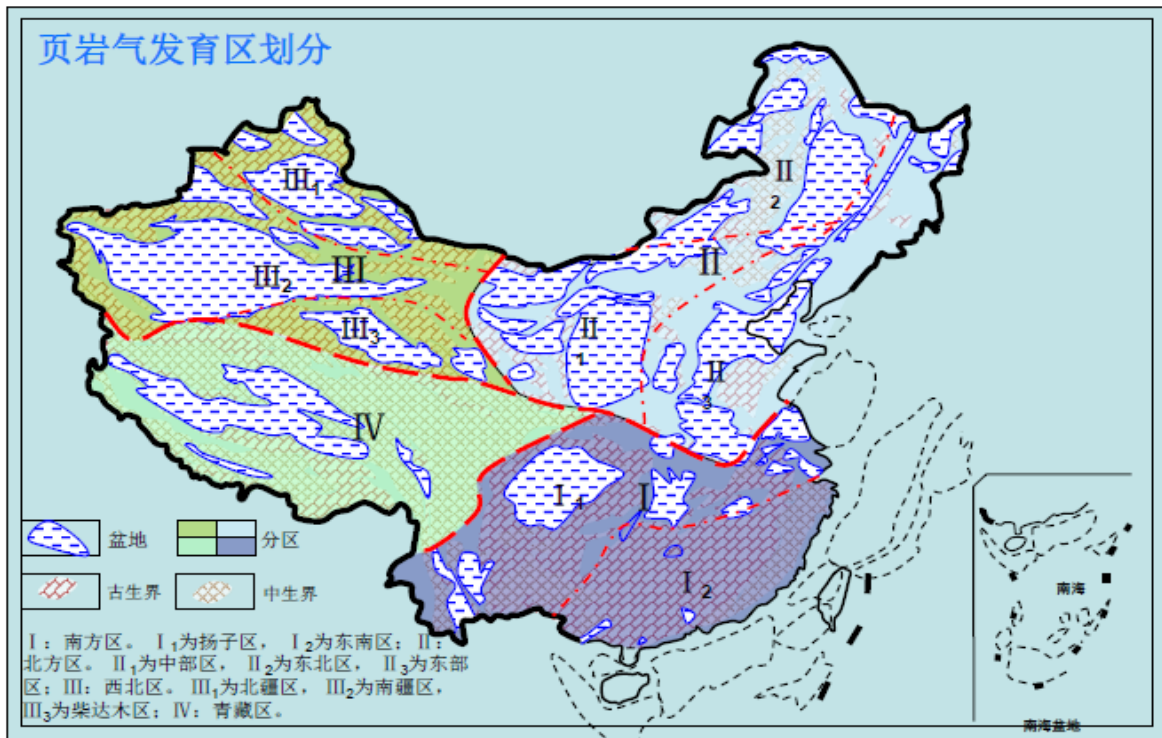 页岩气发育区划分
Ⅲ₁
Ⅱ
2
Ⅲ
Ⅲ₂
Ⅱ
Ⅲ₃
Ⅱ
1
Ⅱ
3
Ⅳ
Ⅰ₁
Ⅰ
Ⅰ₂
盆地
分区
古生界
中生界
Ⅰ：南方区。Ⅰ₁为扬子区，Ⅰ₂为东南区；Ⅱ：
北方区。Ⅱ₁为中部区，Ⅱ₂为东北区，Ⅱ₃为东部
区；Ⅲ：西北区。Ⅲ₁为北疆区，Ⅲ₂为南疆区，
Ⅲ₃为柴达木区；Ⅳ：青藏区。
南海
南海盆地